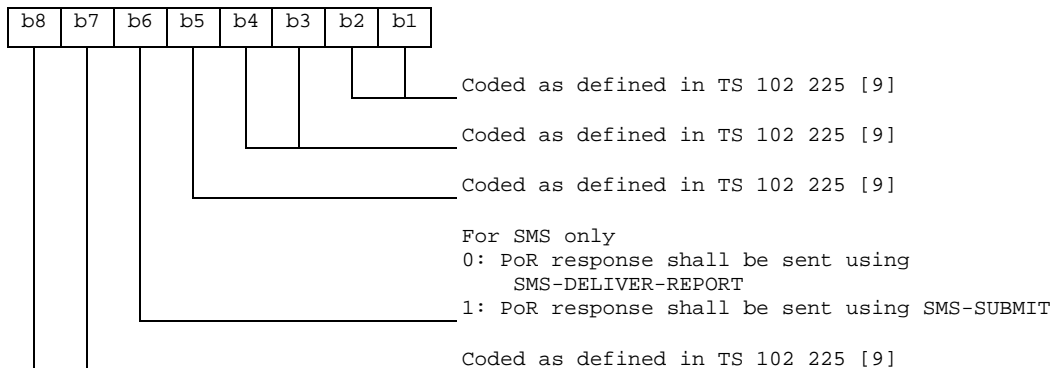 b8 b7 b6 b5 b4 b3 b2 b1
Coded as defined in TS 102 225 [9]
Coded as defined in TS 102 225 [9]
Coded as defined in TS 102 225 [9]
For SMS only
0: PoR response shall be sent using
SMS-DELIVER-REPORT
1: PoR response shall be sent using SMS-SUBMIT
Coded as defined in TS 102 225 [9]